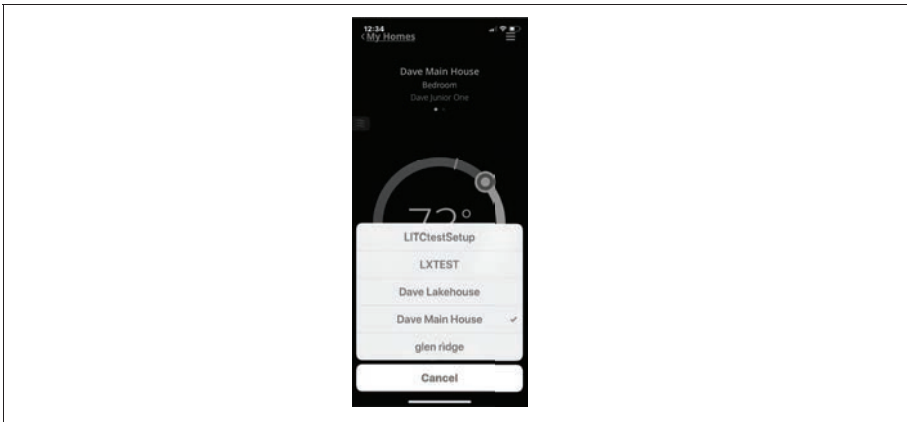 12:34
My Homes
Dave Main House
Bedroom
Dave Junior One
72°
LITCtestSetup
LXTEST
Dave Lakehouse
Dave Main House
glen ridge
Cancel